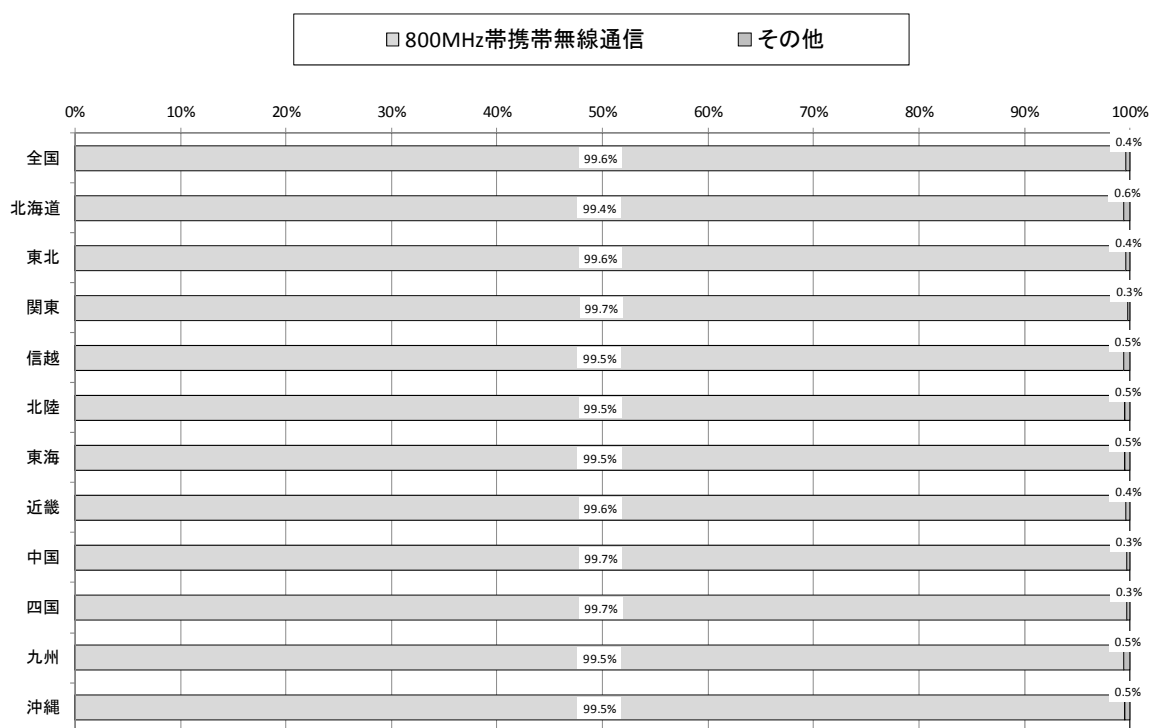 800MHz帯携帯無線通信 その他
0% 10% 20% 30% 40% 50% 60% 70% 80% 90% 100%
全国 99.6% 0.4%
北海道 99.4% 0.6%
東北 99.6% 0.4%
関東 99.7% 0.3%
信越 99.5% 0.5%
北陸 99.5% 0.5%
東海 99.5% 0.5%
近畿 99.6% 0.4%
中国 99.7% 0.3%
四国 99.7% 0.3%
九州 99.5% 0.5%
沖縄 99.5% 0.5%